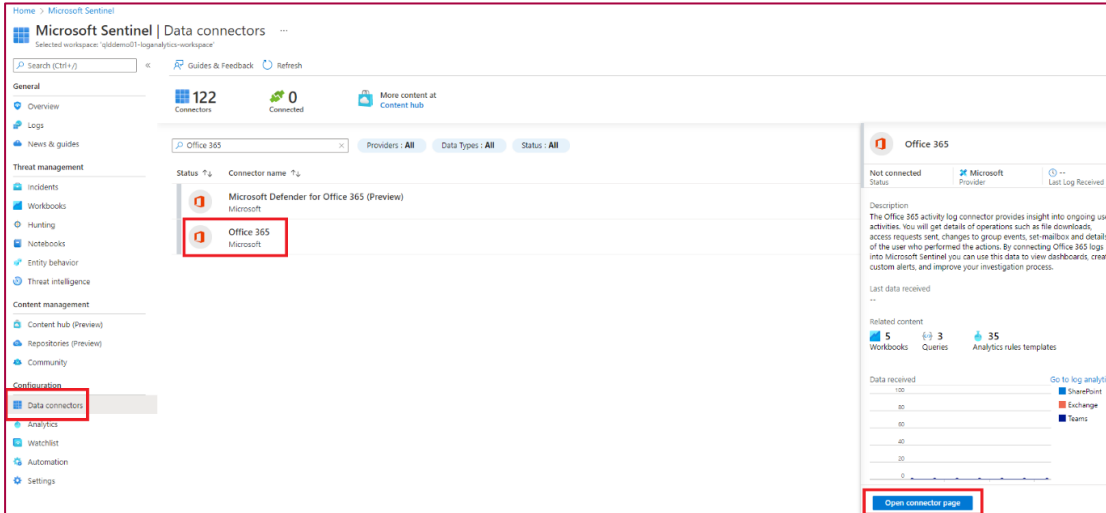 Home > Microsoft Sentinel
Microsoft Sentinel | Data connectors ...
Selected workspace: 'qlddemo01-loganalytics-workspace'
Search (Ctrl+/)
«
Guides & Feedback
Refresh
General
Overview
Logs
News & guides
Threat management
Incidents
Workbooks
Hunting
Notebooks
Entity behavior
Threat intelligence
Content management
Content hub (Preview)
Repositories (Preview)
Community
Configuration
Data connectors
Analytics
Watchlist
Automation
Settings
122
Connectors
0
Connected
More content at
Content hub
Office 365
Providers : All
Data Types : All
Status : All
Status ↑↓
Connector name ↑↓
Microsoft Defender for Office 365 (Preview)
Microsoft
Office 365
Microsoft
Office 365
Not connected
Status
Microsoft
Provider
--
Last Log Received
Description
The Office 365 activity log connector provides insight into ongoing use
activities. You will get details of operations such as file downloads,
access requests sent, changes to group events, set-mailbox and details
of the user who performed the actions. By connecting Office 365 logs
into Microsoft Sentinel you can use this data to view dashboards, creat
custom alerts, and improve your investigation process.
Last data received
--
Related content
5
Workbooks
3
Queries
35
Analytics rules templates
Data received
Go to log analyti
100
80
60
40
20
0
SharePoint
Exchange
Teams
Open connector page